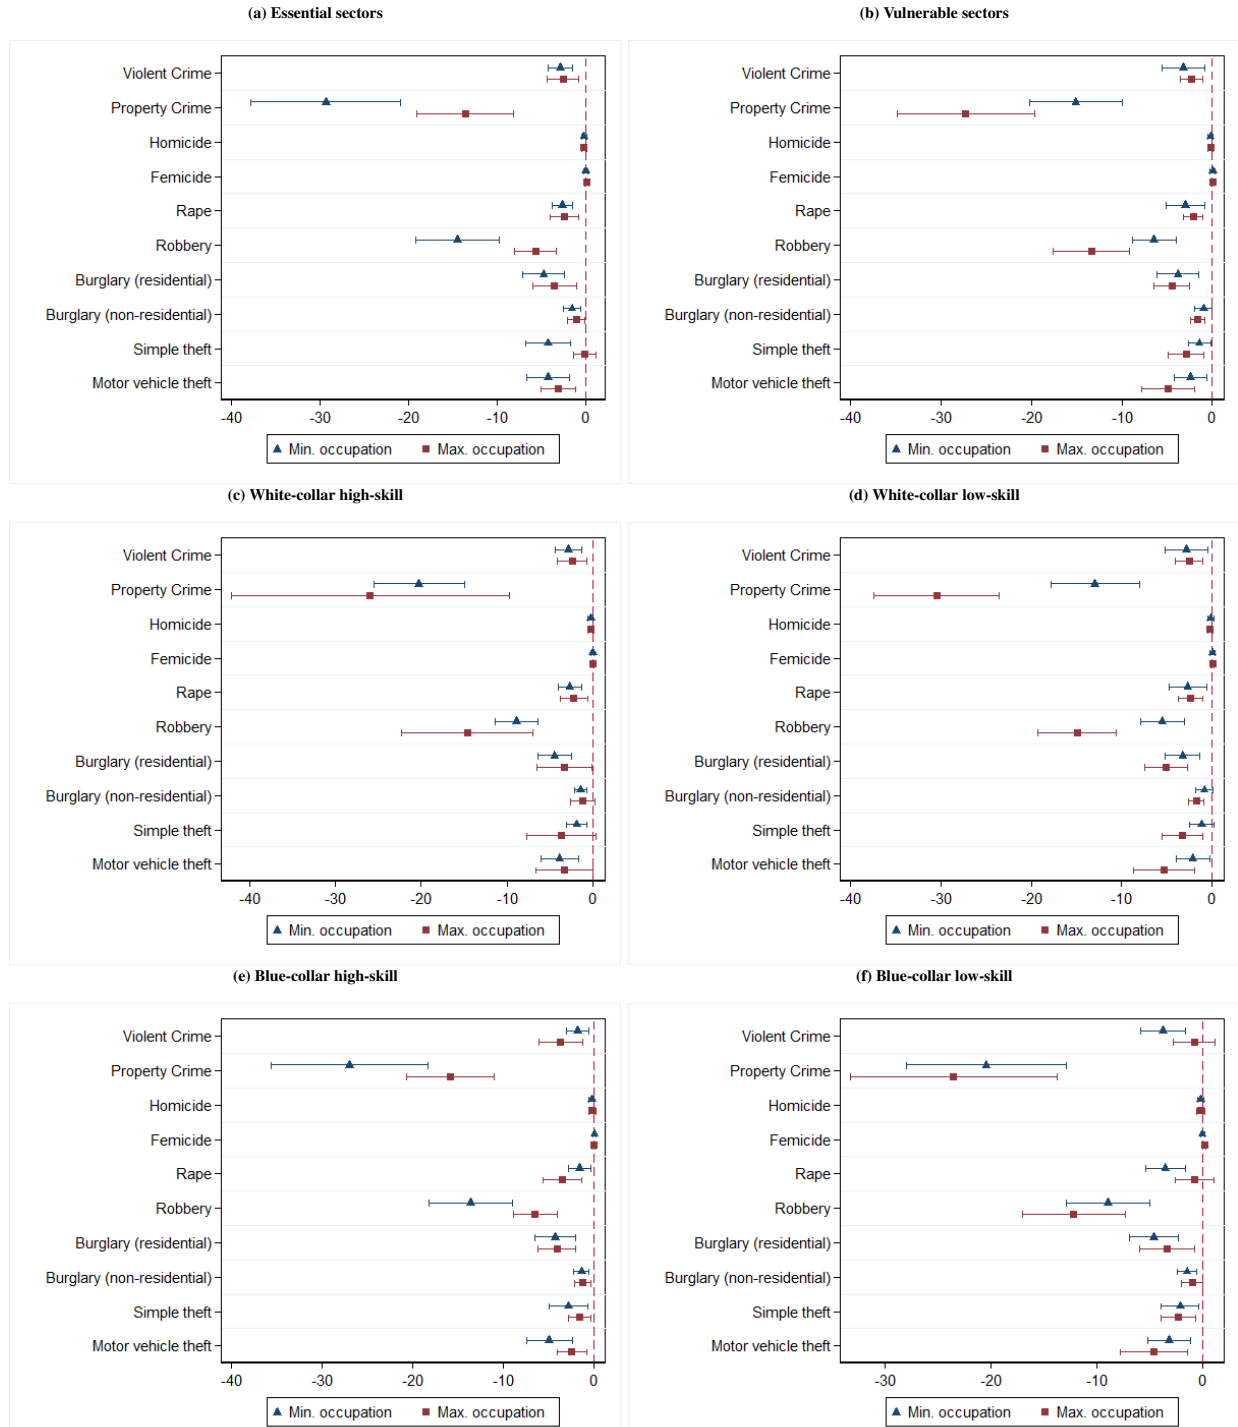 (a) Essential sectors
Violent Crime
Property Crime
Homicide
Femicide
Rape
Robbery
Burglary (residential)
Burglary (non-residential)
Simple theft
Motor vehicle theft
-40 -30 -20 -10 0
Min. occupation Max. occupation
(b) Vulnerable sectors
Violent Crime
Property Crime
Homicide
Femicide
Rape
Robbery
Burglary (residential)
Burglary (non-residential)
Simple theft
Motor vehicle theft
-40 -30 -20 -10 0
Min. occupation Max. occupation
(c) White-collar high-skill
Violent Crime
Property Crime
Homicide
Femicide
Rape
Robbery
Burglary (residential)
Burglary (non-residential)
Simple theft
Motor vehicle theft
-40 -30 -20 -10 0
Min. occupation Max. occupation
(d) White-collar low-skill
Violent Crime
Property Crime
Homicide
Femicide
Rape
Robbery
Burglary (residential)
Burglary (non-residential)
Simple theft
Motor vehicle theft
-40 -30 -20 -10 0
Min. occupation Max. occupation
(e) Blue-collar high-skill
Violent Crime
Property Crime
Homicide
Femicide
Rape
Robbery
Burglary (residential)
Burglary (non-residential)
Simple theft
Motor vehicle theft
-40 -30 -20 -10 0
Min. occupation Max. occupation
(f) Blue-collar low-skill
Violent Crime
Property Crime
Homicide
Femicide
Rape
Robbery
Burglary (residential)
Burglary (non-residential)
Simple theft
Motor vehicle theft
-30 -20 -10 0
Min. occupation Max. occupation